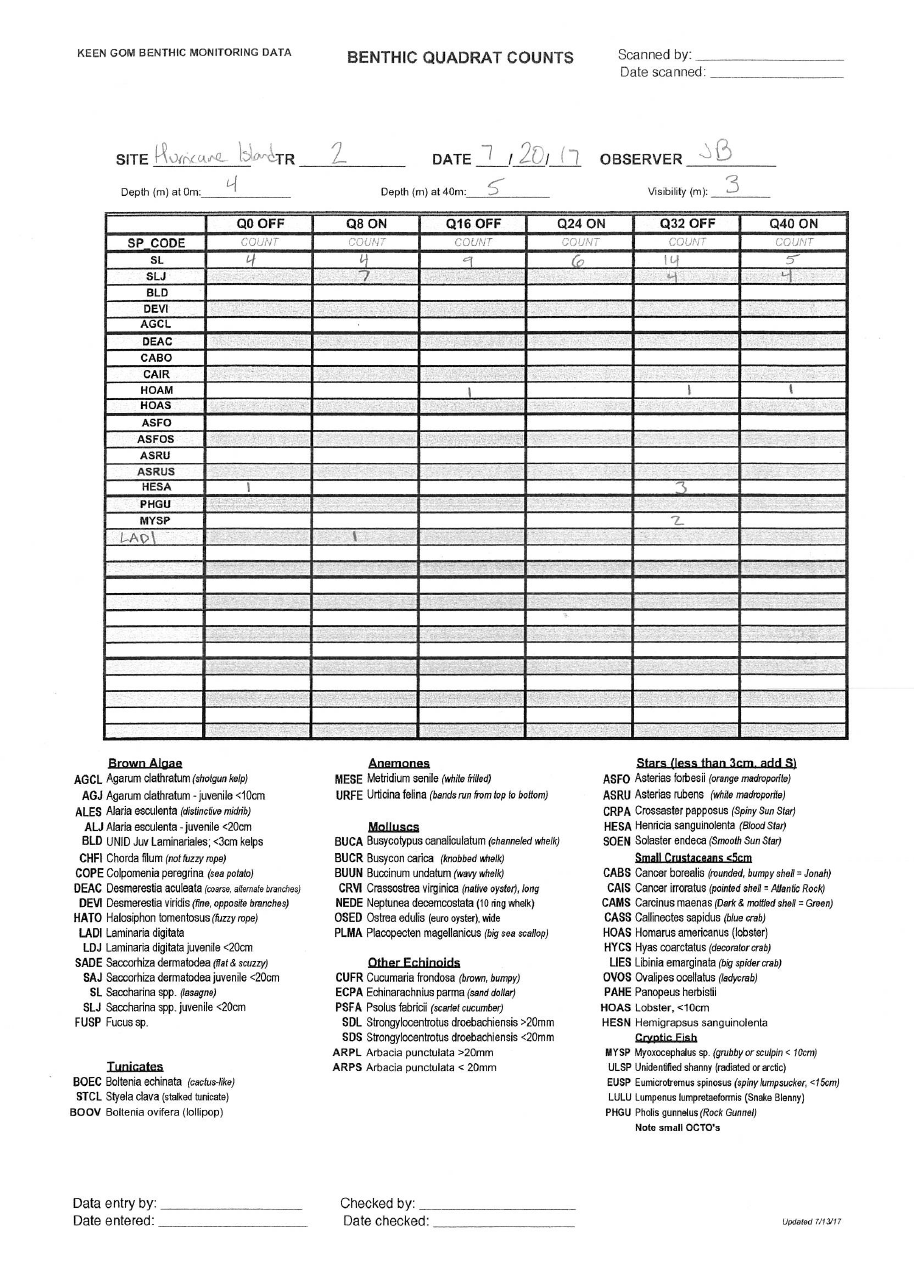 KEEN GOM BENTHIC MONITORING DATA
BENTHIC QUADRAT COUNTS
Scanned by:
Date scanned:
SITE Hurricane Island TR 2 DATE 7 / 20 / 17 OBSERVER JB
Depth (m) at 0m: 4 Depth (m) at 40m: 5 Visibility (m): 3
Q0 OFF Q8 ON Q16 OFF Q24 ON Q32 OFF Q40 ON
SP_CODE COUNT COUNT COUNT COUNT COUNT COUNT
SL 4 4 9 6 14 5
SLJ 7 4 4
BLD
DEVI
AGCL
DEAC
CABO
CAIR
HOAM 1 1 1
HOAS
ASFO
ASFOS
ASRU
ASRUS
HESA 1 3
PHGU
MYSP 2
LADI 1
Brown Algae
AGCL Agarum clathratum (shotgun kelp)
AGJ Agarum clathratum - juvenile <10cm
ALES Alaria esculenta (distinctive midrib)
ALJ Alaria esculenta - juvenile <20cm
BLD UNID Juv Laminariales; <3cm kelps
CHFI Chorda filum (not fuzzy rope)
COPE Colpomenia peregrina (sea potato)
DEAC Desmerestia aculeata (coarse, alternate branches)
DEVI Desmerestia viridis (fine, opposite branches)
HATO Halosiphon tomentosus (fuzzy rope)
LADI Laminaria digitata
LDJ Laminaria digitata juvenile <20cm
SADE Saccorhiza dermatodea (flat & scuzzy)
SAJ Saccorhiza dermatodea juvenile <20cm
SL Saccharina spp. (lasagne)
SLJ Saccharina spp. juvenile <20cm
FUSP Fucus sp.
Tunicates
BOEC Boltenia echinata (cactus-like)
STCL Styela clava (stalked tunicate)
BOOV Boltenia ovifera (lollipop)
Anemones
MESE Metridium senile (white frilled)
URFE Urticina felina (bands run from top to bottom)
Molluscs
BUCA Busycotypus canaliculatum (channeled whelk)
BUCR Busycon carica (knobbed whelk)
BUUN Buccinum undatum (wavy whelk)
CRVI Crassostrea virginica (native oyster), long
NEDE Neptunea decemcostata (10 ring whelk)
OSED Ostrea edulis (euro oyster), wide
PLMA Placopecten magellanicus (big sea scallop)
Other Echinoids
CUFR Cucumaria frondosa (brown, bumpy)
ECPA Echinarachnius parma (sand dollar)
PSFA Psolus fabricii (scarlet cucumber)
SDL Strongylocentrotus droebachiensis >20mm
SDS Strongylocentrotus droebachiensis <20mm
ARPL Arbacia punctulata >20mm
ARPS Arbacia punctulata < 20mm
Stars (less than 3cm, add S)
ASFO Asterias forbesii (orange madroporite)
ASRU Asterias rubens (white madroporite)
CRPA Crossaster papposus (Spiny Sun Star)
HESA Henricia sanguinolenta (Blood Star)
SOEN Solaster endeca (Smooth Sun Star)
Small Crustaceans <5cm
CABS Cancer borealis (rounded, bumpy shell = Jonah)
CAIS Cancer irroratus (pointed shell = Atlantic Rock)
CAMS Carcinus maenas (Dark & mottled shell = Green)
CASS Callinectes sapidus (blue crab)
HOAS Homarus americanus (lobster)
HYCS Hyas coarctatus (decorator crab)
LIES Libinia emarginata (big spider crab)
OVOS Ovalipes ocellatus (ladycrab)
PAHE Panopeus herbistii
HOAS Lobster, <10cm
HESN Hemigrapsus sanguinolenta
Cryptic Fish
MYSP Myoxocephalus sp. (grubby or sculpin < 10cm)
ULSP Unidentified shanny (radiated or arctic)
EUSP Eumicrotremus spinosus (spiny lumpsucker, <15cm)
LULU Lumpenus lumpretaeformis (Snake Blenny)
PHGU Pholis gunnelus (Rock Gunnel)
Note small OCTO's
Data entry by: Checked by:
Date entered: Date checked:
Updated 7/13/17